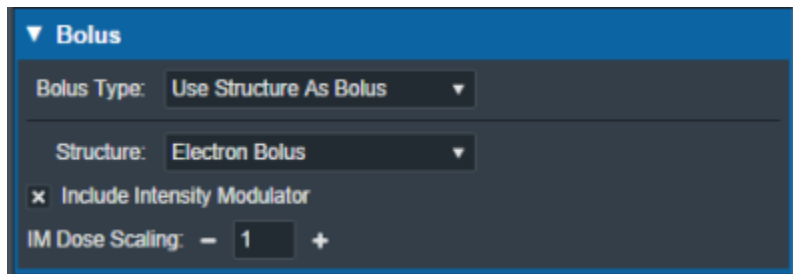 Bolus
Bolus Type: Use Structure As Bolus
Structure: Electron Bolus
Include Intensity Modulator
IM Dose Scaling: − 1 +